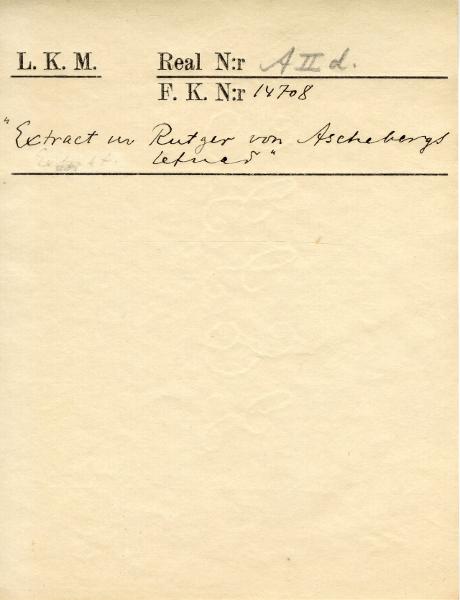 L. K. M. Real N:r A II d.
F. K. N:r 14708
"Extract ur Rutger von Aschebergs
lefnad"